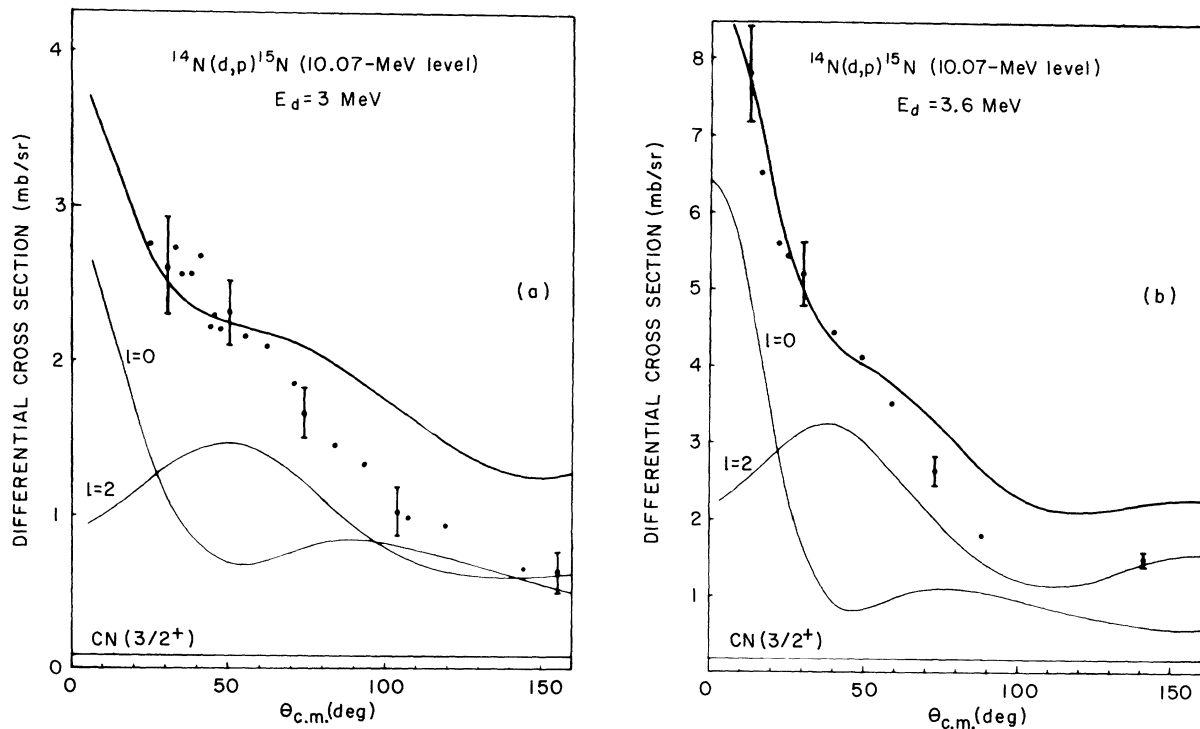 ¹⁴N(d,p)¹⁵N (10.07-MeV level)
E_d = 3 MeV
(a)
l=0
l=2
CN (3/2⁺)
DIFFERENTIAL CROSS SECTION (mb/sr)
4
3
2
1
0
0
50
100
150
θ_c.m. (deg)
¹⁴N(d,p)¹⁵N (10.07-MeV level)
E_d = 3.6 MeV
(b)
l=0
l=2
CN (3/2⁺)
DIFFERENTIAL CROSS SECTION (mb/sr)
8
7
6
5
4
3
2
1
0
50
100
150
θ_c.m. (deg)